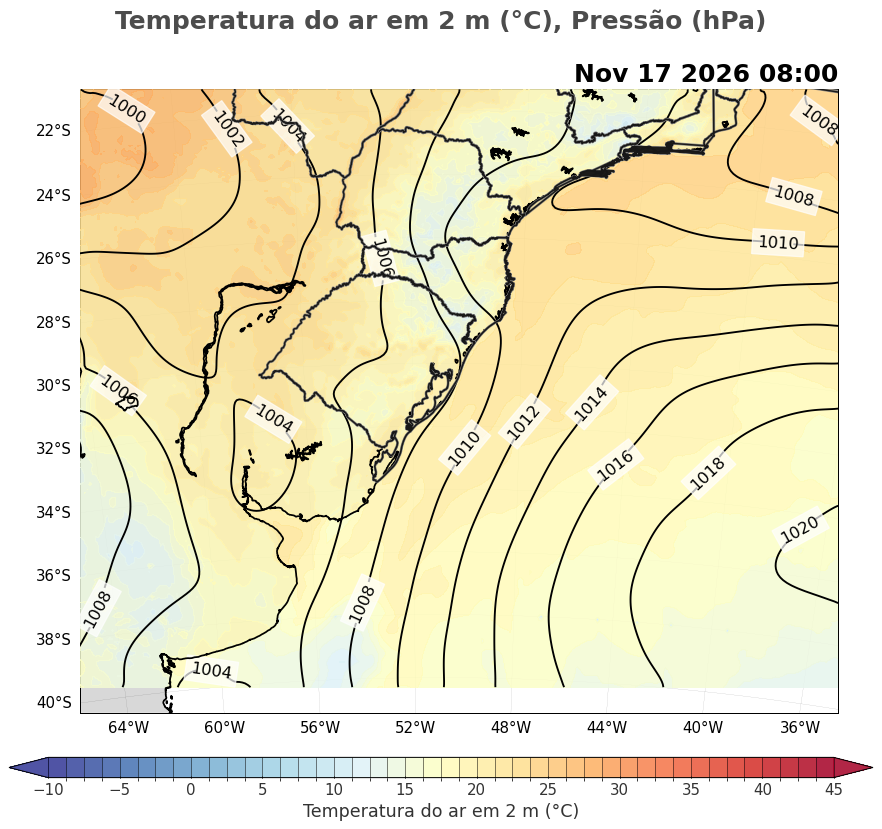 Temperatura do ar em 2 m (°C), Pressão (hPa)
Nov 17 2026 08:00
1000
1002
1004
1008
22°S
24°S
1008
1010
26°S
1006
28°S
30°S
1006
1004
1014
1012
32°S
1010
1016
1018
34°S
1020
36°S
1008
1008
38°S
1004
40°S
64°W 60°W 56°W 52°W 48°W 44°W 40°W 36°W
−10 −5 0 5 10 15 20 25 30 35 40 45
Temperatura do ar em 2 m (°C)